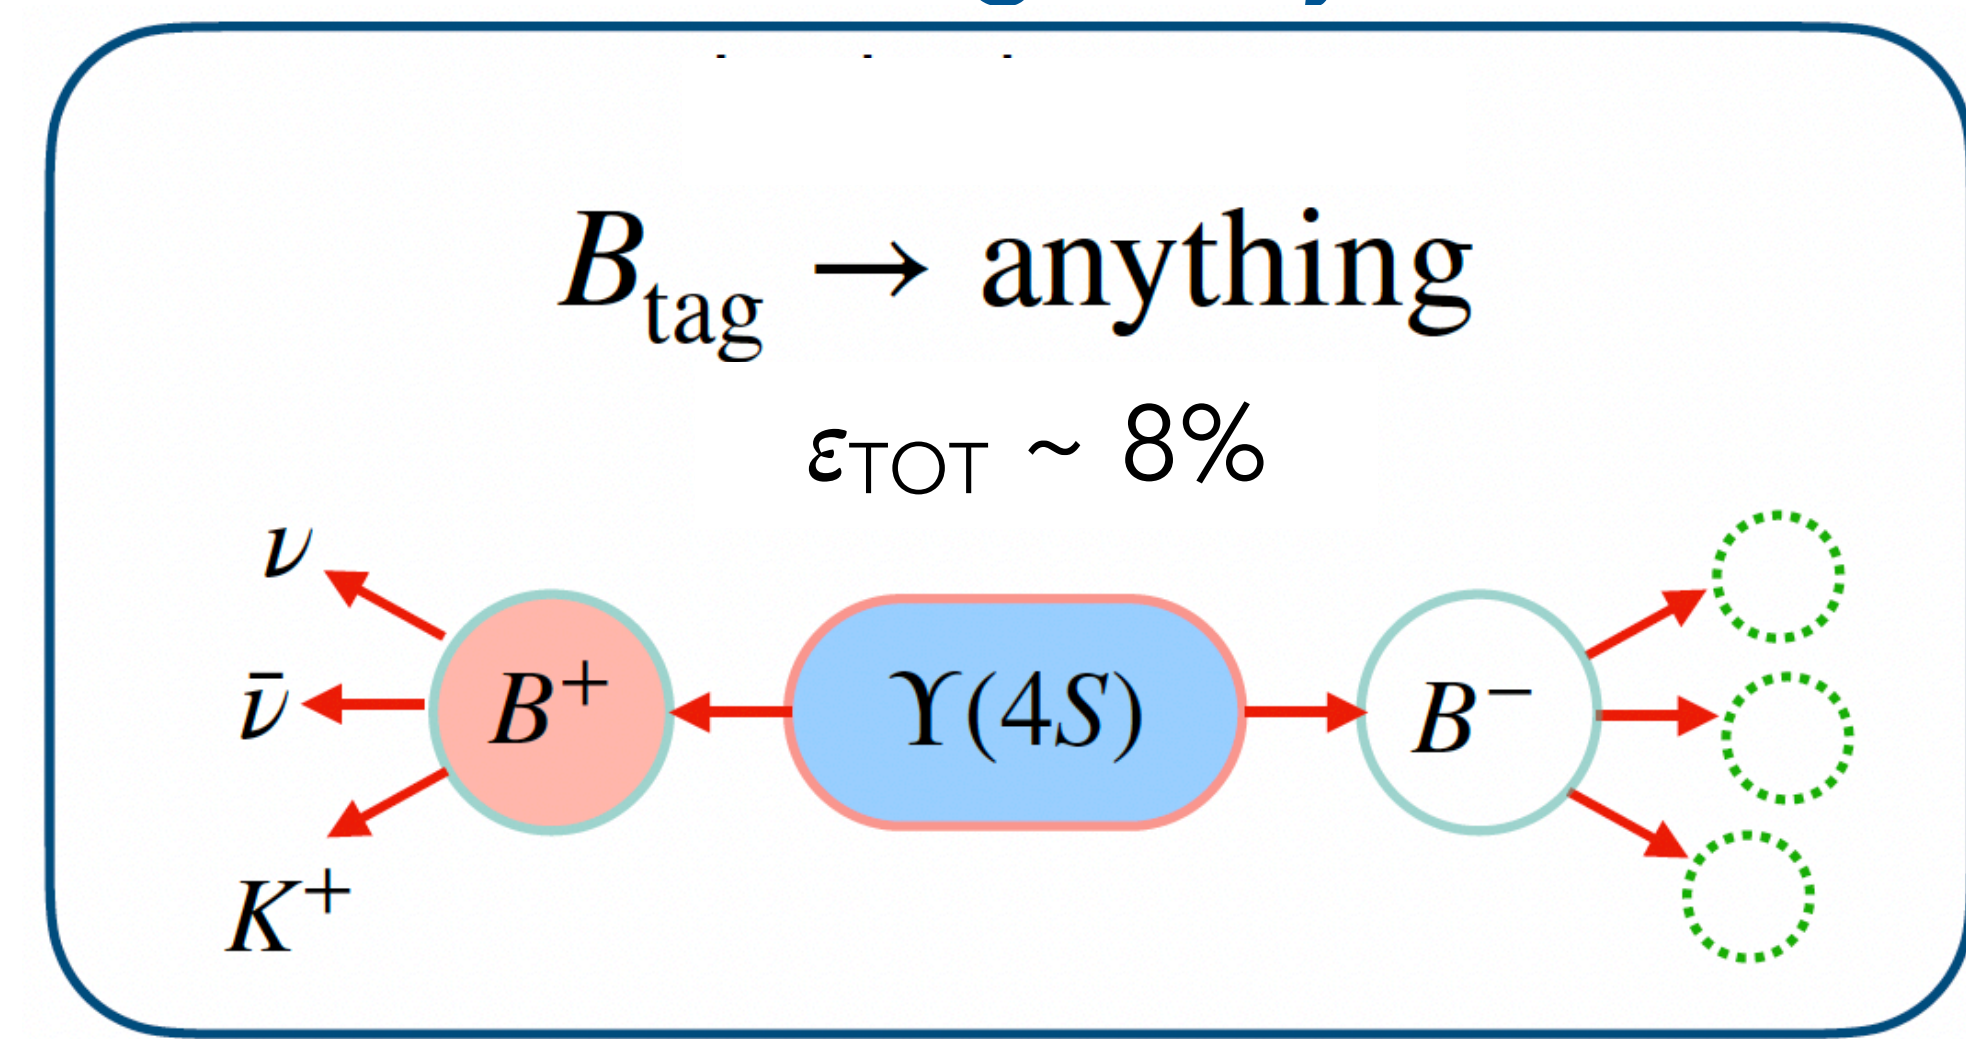 B_tag → anything
ε_TOT ~ 8%
ν
ν̄
B⁺
ϒ(4S)
B⁻
K⁺